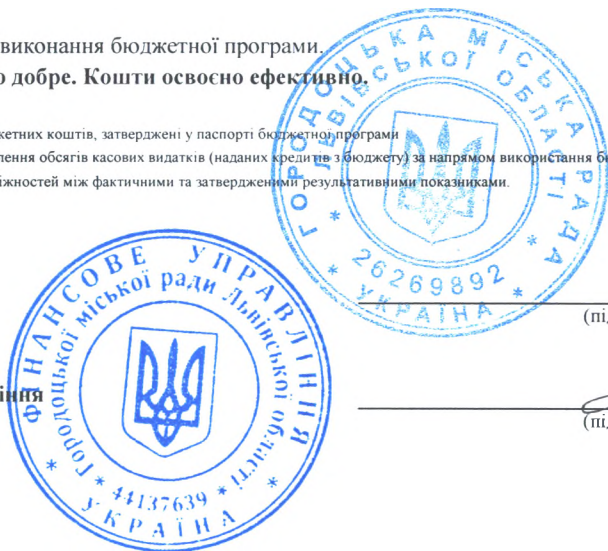 виконання бюджетної програми.
о добре. Кошти освоєно ефективно.
жетних коштів, затверджені у паспорті бюджетної програми
лення обсягів касових видатків (наданих кредитів з бюджету) за напрямом використання б
іжностей між фактичними та затвердженими результативними показниками.
ГОРОДОЦЬКА МІСЬКА РАДА
ЛЬВІВСЬКОЇ ОБЛАСТІ
* 26269892 *
УКРАЇНА
(пі
ФІНАНСОВЕ УПРАВЛІННЯ
Городоцької міської ради Львівської області
* 44137639 *
* УКРАЇНА *
іння
(пі